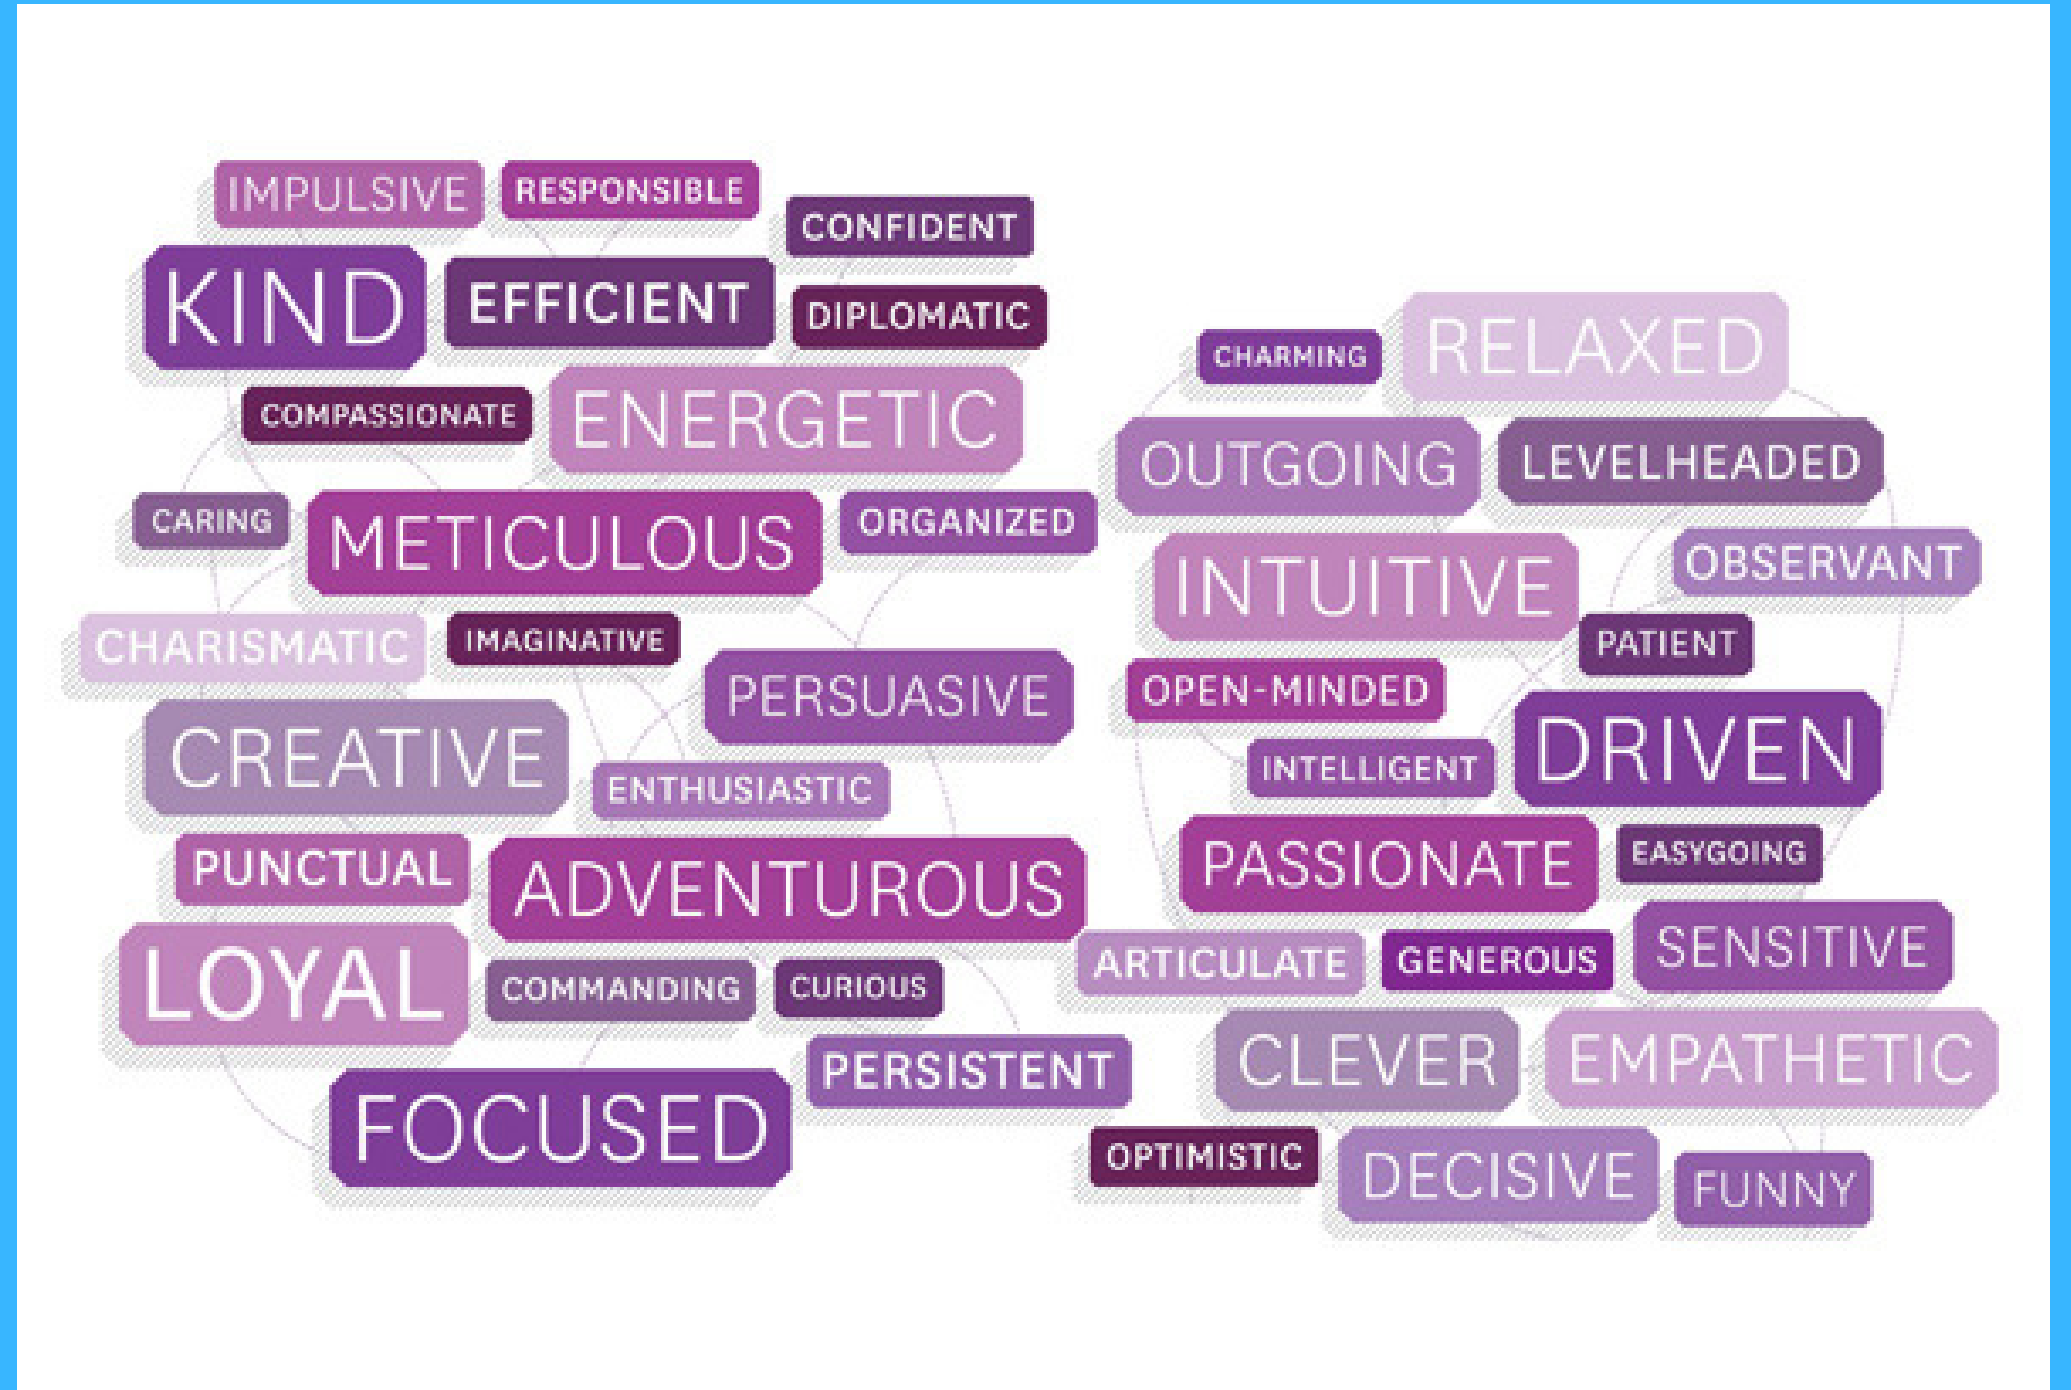 IMPULSIVE RESPONSIBLE
CONFIDENT
KIND EFFICIENT
DIPLOMATIC
COMPASSIONATE ENERGETIC
CARING METICULOUS ORGANIZED
CHARISMATIC IMAGINATIVE
PERSUASIVE
CREATIVE
ENTHUSIASTIC
PUNCTUAL ADVENTUROUS
LOYAL COMMANDING CURIOUS
PERSISTENT
FOCUSED
CHARMING RELAXED
OUTGOING LEVELHEADED
INTUITIVE OBSERVANT
PATIENT
OPEN-MINDED
INTELLIGENT DRIVEN
PASSIONATE EASYGOING
ARTICULATE GENEROUS SENSITIVE
CLEVER EMPATHETIC
OPTIMISTIC DECISIVE FUNNY